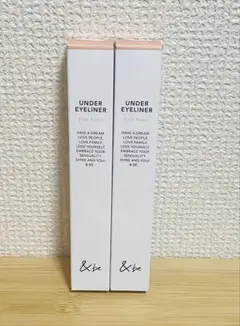 UNDER
EYELINER
HAVE A DREAM
LOVE PEOPLE
LOVE FAMILY
LOVE YOURSELF
EMBRACE YOUR
SENSUALITY
SHINE AND YOU!
& BE.
&be
UNDER
EYELINER
HAVE A DREAM
LOVE PEOPLE
LOVE FAMILY
LOVE YOURSELF
EMBRACE YOUR
SENSUALITY
SHINE AND YOU!
& BE.
&be